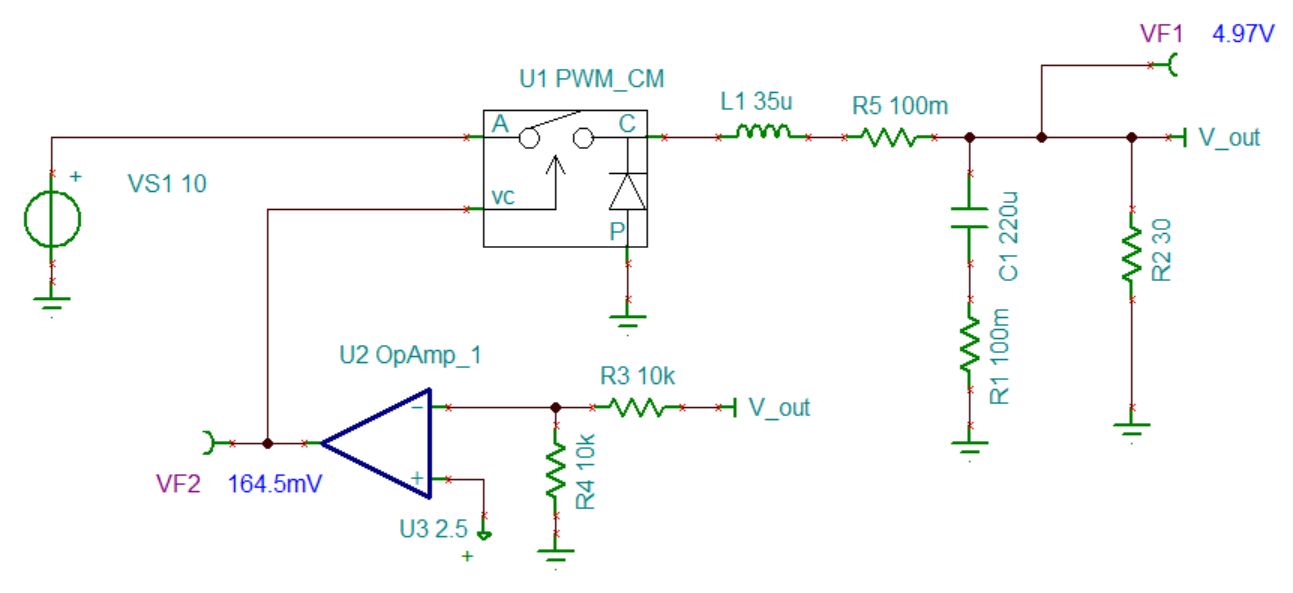 VF1 4.97V
U1 PWM_CM
L1 35u
R5 100m
A
C
V_out
+
VS1 10
vc
P
C1 220u
R2 30
R1 100m
U2 OpAmp_1
R3 10k
−
V_out
R4 10k
VF2 164.5mV
+
U3 2.5
+